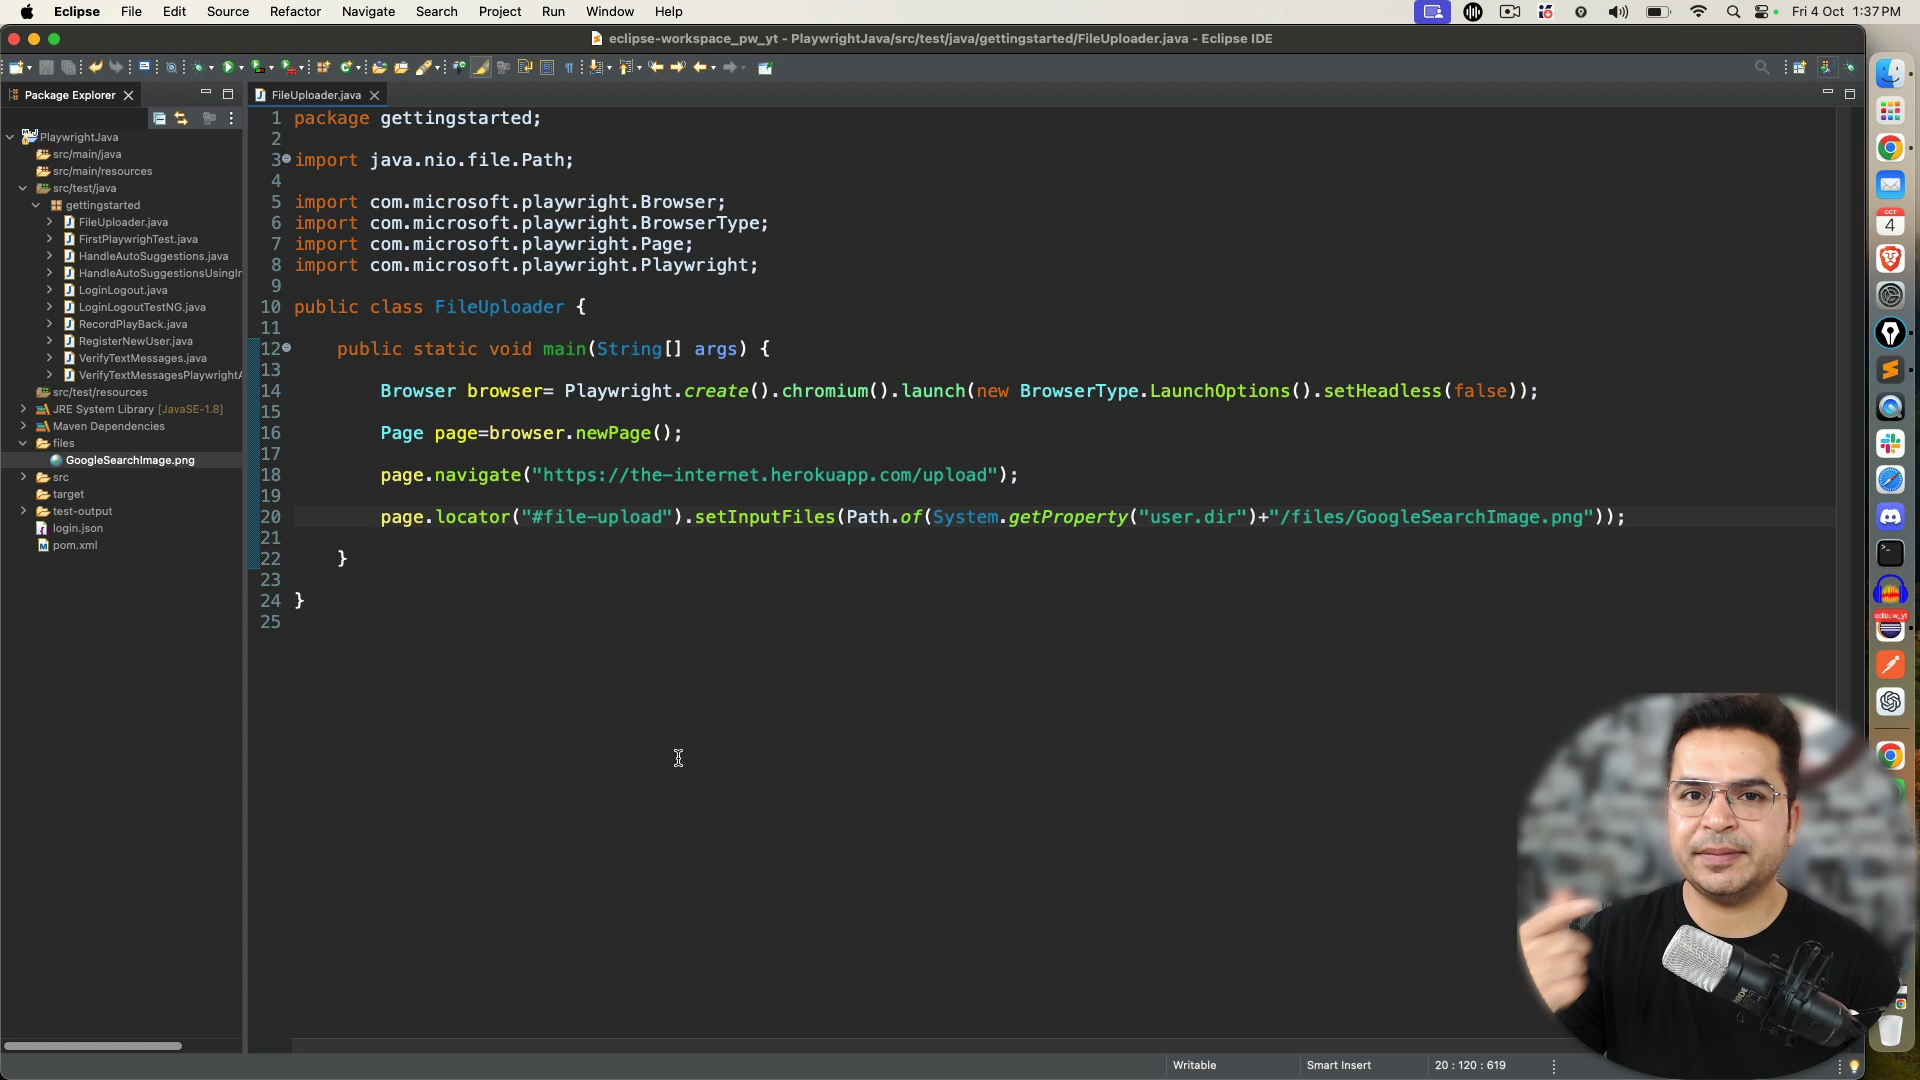 Eclipse File Edit Source Refactor Navigate Search Project Run Window Help Fri 4 Oct 1:37 PM
eclipse-workspace_pw_yt - PlaywrightJava/src/test/java/gettingstarted/FileUploader.java - Eclipse IDE
Package Explorer
FileUploader.java
PlaywrightJava
src/main/java
src/main/resources
src/test/java
gettingstarted
FileUploader.java
FirstPlaywrighTest.java
HandleAutoSuggestions.java
HandleAutoSuggestionsUsingIn
LoginLogout.java
LoginLogoutTestNG.java
RecordPlayBack.java
RegisterNewUser.java
VerifyTextMessages.java
VerifyTextMessagesPlaywrightA
src/test/resources
JRE System Library [JavaSE-1.8]
Maven Dependencies
files
GoogleSearchImage.png
src
target
test-output
login.json
pom.xml
1 package gettingstarted;
2
3 import java.nio.file.Path;
4
5 import com.microsoft.playwright.Browser;
6 import com.microsoft.playwright.BrowserType;
7 import com.microsoft.playwright.Page;
8 import com.microsoft.playwright.Playwright;
9
10 public class FileUploader {
11
12 public static void main(String[] args) {
13
14 Browser browser= Playwright.create().chromium().launch(new BrowserType.LaunchOptions().setHeadless(false));
15
16 Page page=browser.newPage();
17
18 page.navigate("https://the-internet.herokuapp.com/upload");
19
20 page.locator("#file-upload").setInputFiles(Path.of(System.getProperty("user.dir")+"/files/GoogleSearchImage.png"));
21
22 }
23
24 }
25
OCT
4
eclip..w_yt
Writable Smart Insert 20 : 120 : 619